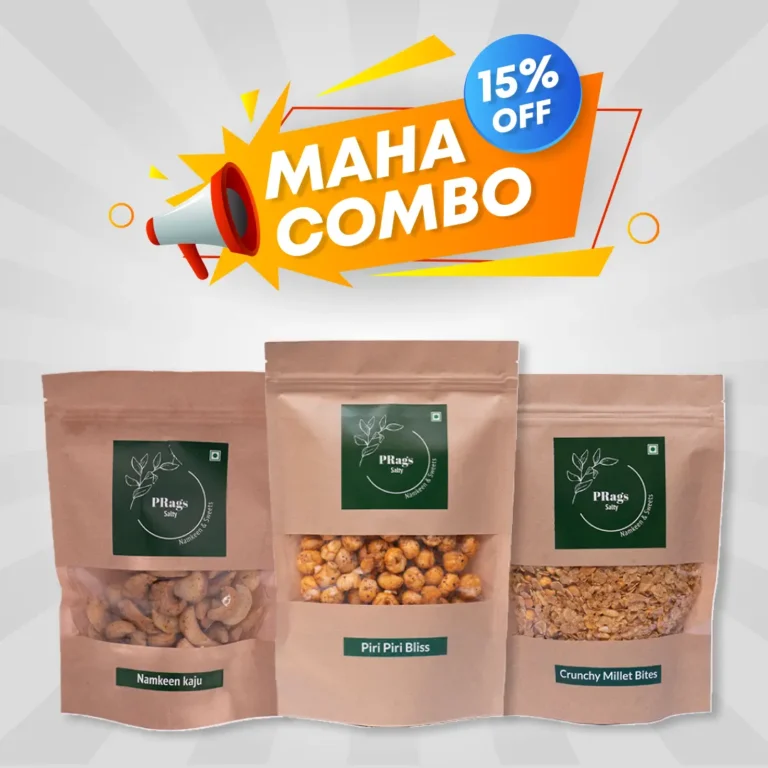 15%
OFF
MAHA
COMBO
PRags
Salty
Namkeen & Sweets
Namkeen kaju
PRags
Salty
Namkeen & Sweets
Piri Piri Bliss
PRags
Salty
Namkeen & Sweets
Crunchy Millet Bites